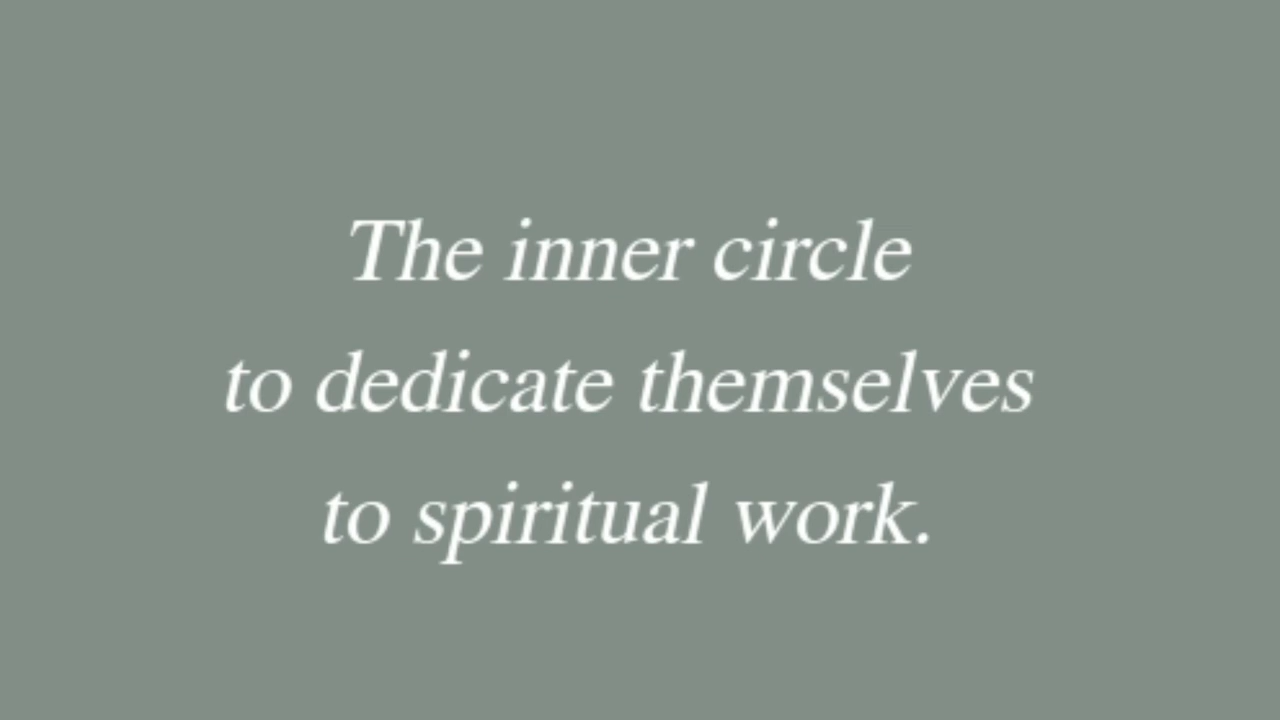 The inner circle
to dedicate themselves
to spiritual work.